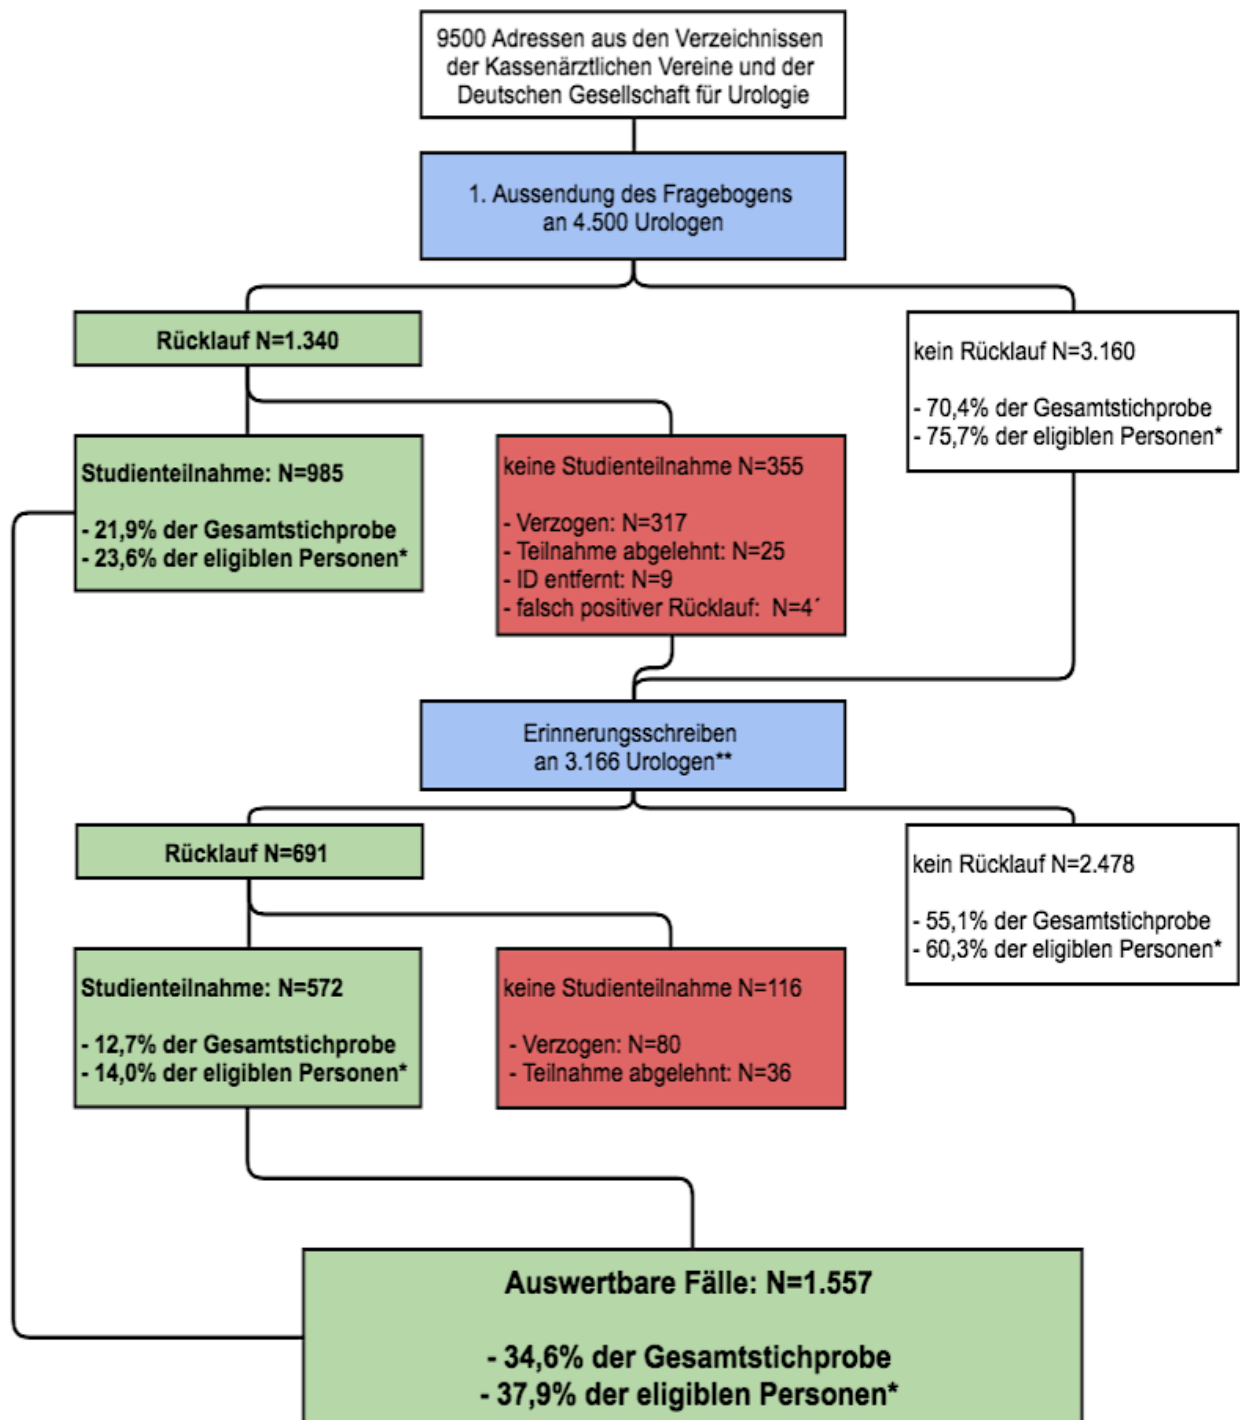 9500 Adressen aus den Verzeichnissen
der Kassenärztlichen Vereine und der
Deutschen Gesellschaft für Urologie
1. Aussendung des Fragebogens
an 4.500 Urologen
Rücklauf N=1.340
kein Rücklauf N=3.160
- 70,4% der Gesamtstichprobe
- 75,7% der eligiblen Personen*
Studienteilnahme: N=985
- 21,9% der Gesamtstichprobe
- 23,6% der eligiblen Personen*
keine Studienteilnahme N=355
- Verzogen: N=317
- Teilnahme abgelehnt: N=25
- ID entfernt: N=9
- falsch positiver Rücklauf:  N=4´
Erinnerungsschreiben
an 3.166 Urologen**
Rücklauf N=691
kein Rücklauf N=2.478
- 55,1% der Gesamtstichprobe
- 60,3% der eligiblen Personen*
Studienteilnahme: N=572
- 12,7% der Gesamtstichprobe
- 14,0% der eligiblen Personen*
keine Studienteilnahme N=116
- Verzogen: N=80
- Teilnahme abgelehnt: N=36
Auswertbare Fälle: N=1.557
- 34,6% der Gesamtstichprobe
- 37,9% der eligiblen Personen*